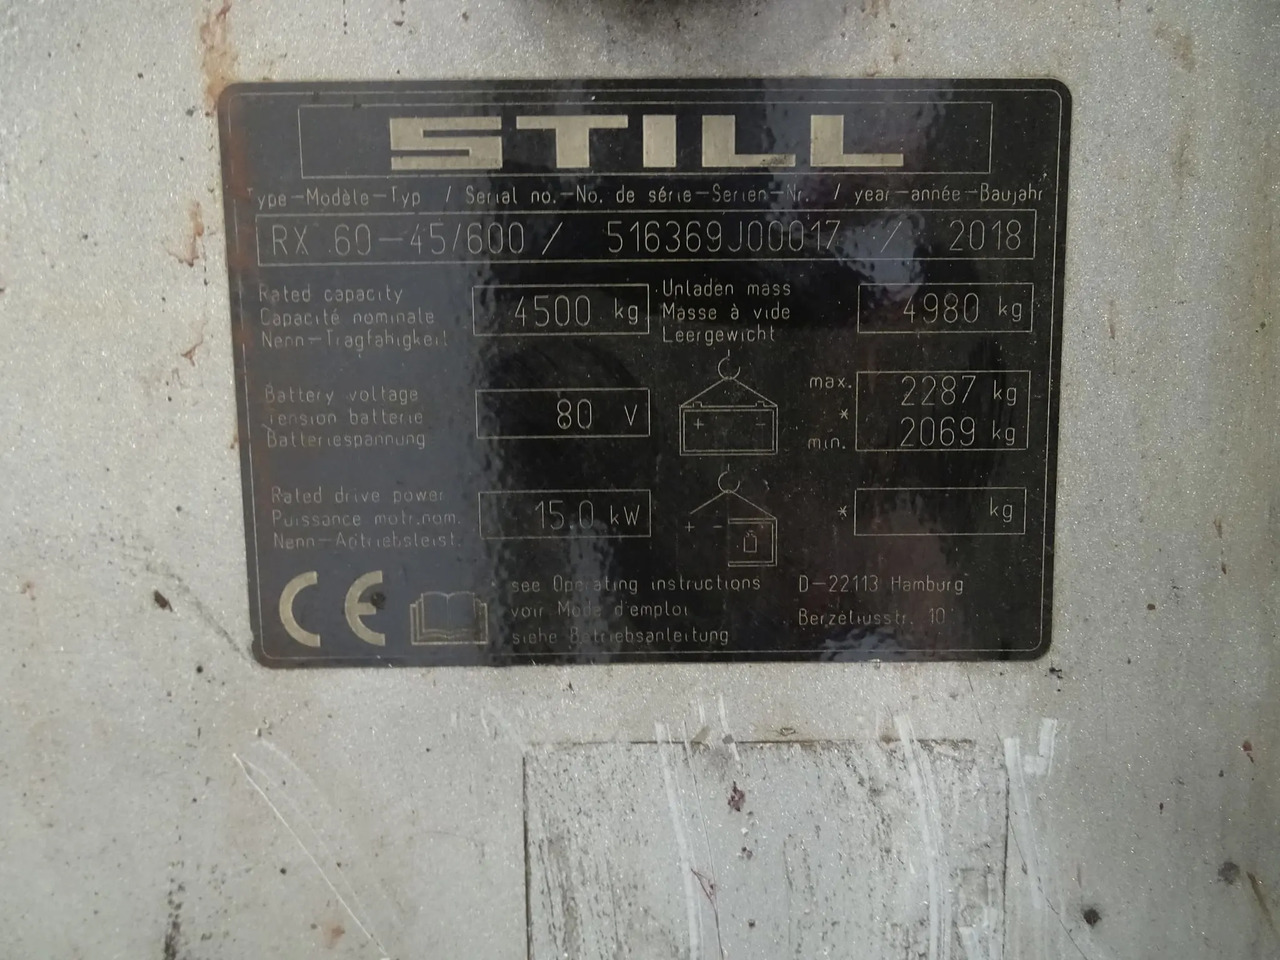 STILL
Type-Modèle-Typ / Serial no.-No. de série-Serien-Nr. / year-année-Baujahr
RX 60-45/600 / 516369J00017 / 2018
Rated capacity
Capacité nominale
Nenn-Tragfähigkeit
4500 kg
Unladen mass
Masse à vide
Leergewicht
4980 kg
Battery voltage
Tension batterie
Batteriespannung
80 V
+ -
max. 2287 kg
*
min. 2069 kg
Rated drive power
Puissance motr.nom.
Nenn-Antriebsleist.
15.0 kW
+ -
* kg
CE
see Operating instructions
voir Mode d'emploi
siehe Betriebsanleitung
D-22113 Hamburg
Berzeliusstr. 10